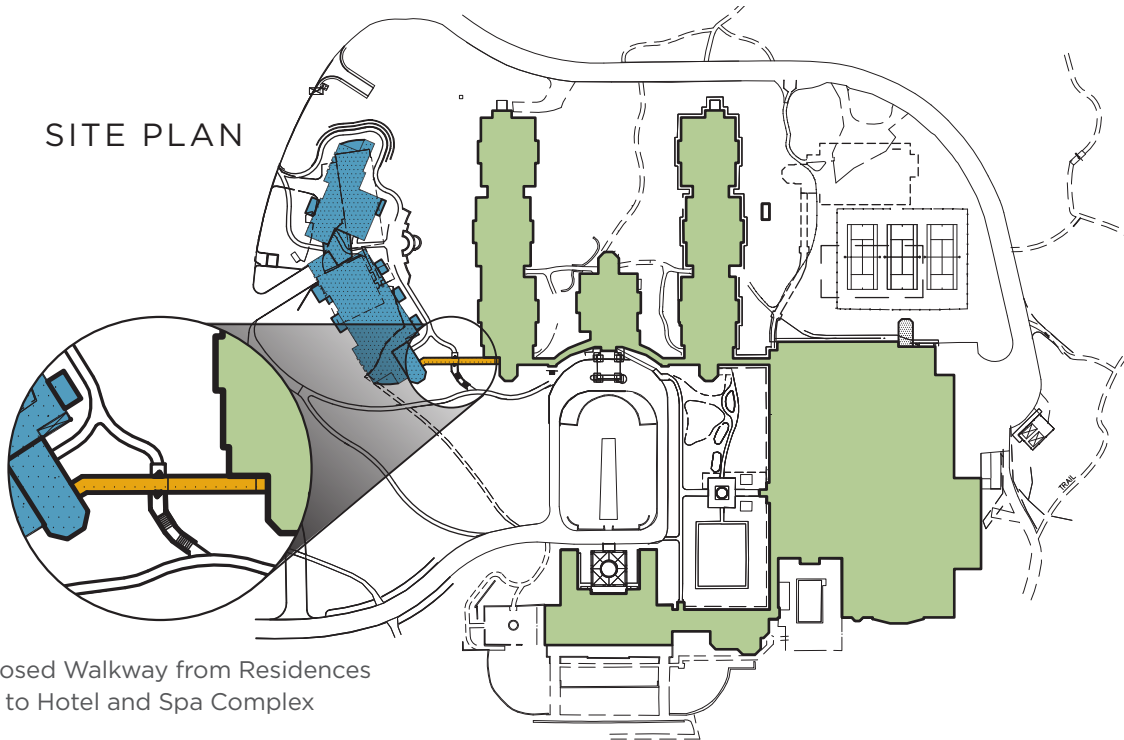 SITE PLAN
TRAIL
osed Walkway from Residences
to Hotel and Spa Complex